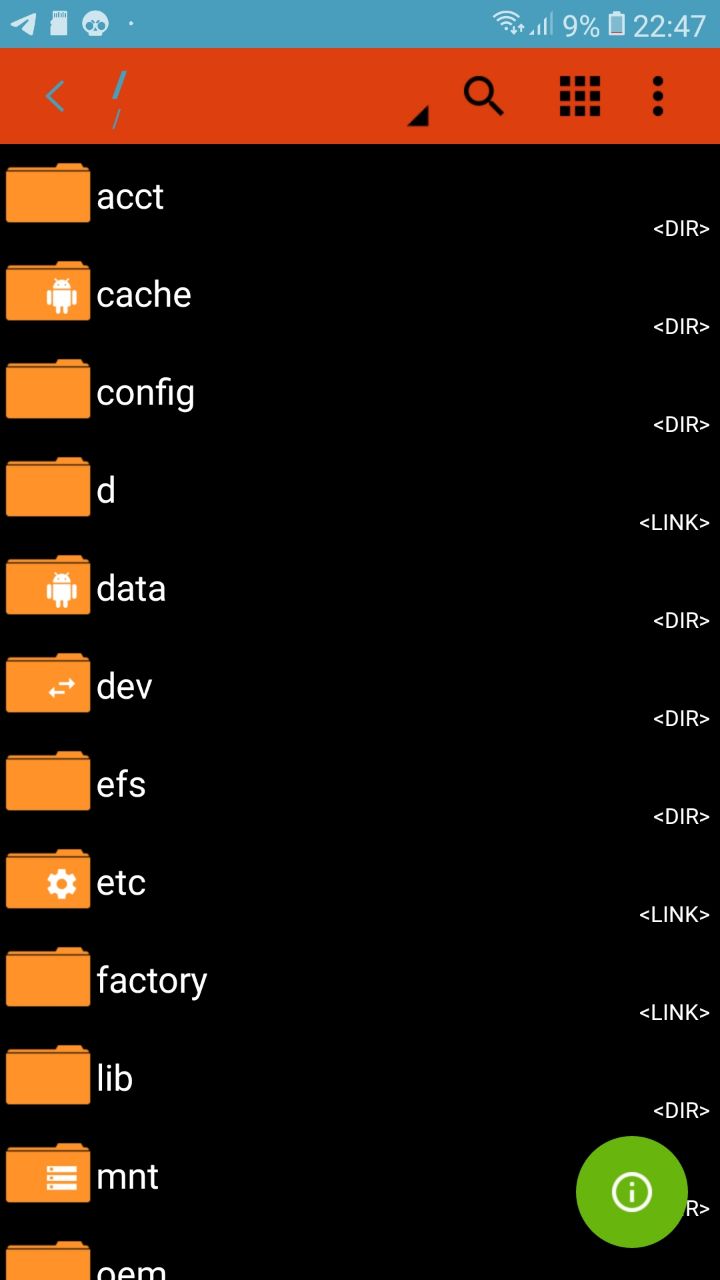 9% 22:47
/
/
acct
<DIR>
cache
<DIR>
config
<DIR>
d
<LINK>
data
<DIR>
dev
<DIR>
efs
<DIR>
etc
<LINK>
factory
<LINK>
lib
<DIR>
mnt
R>
oem